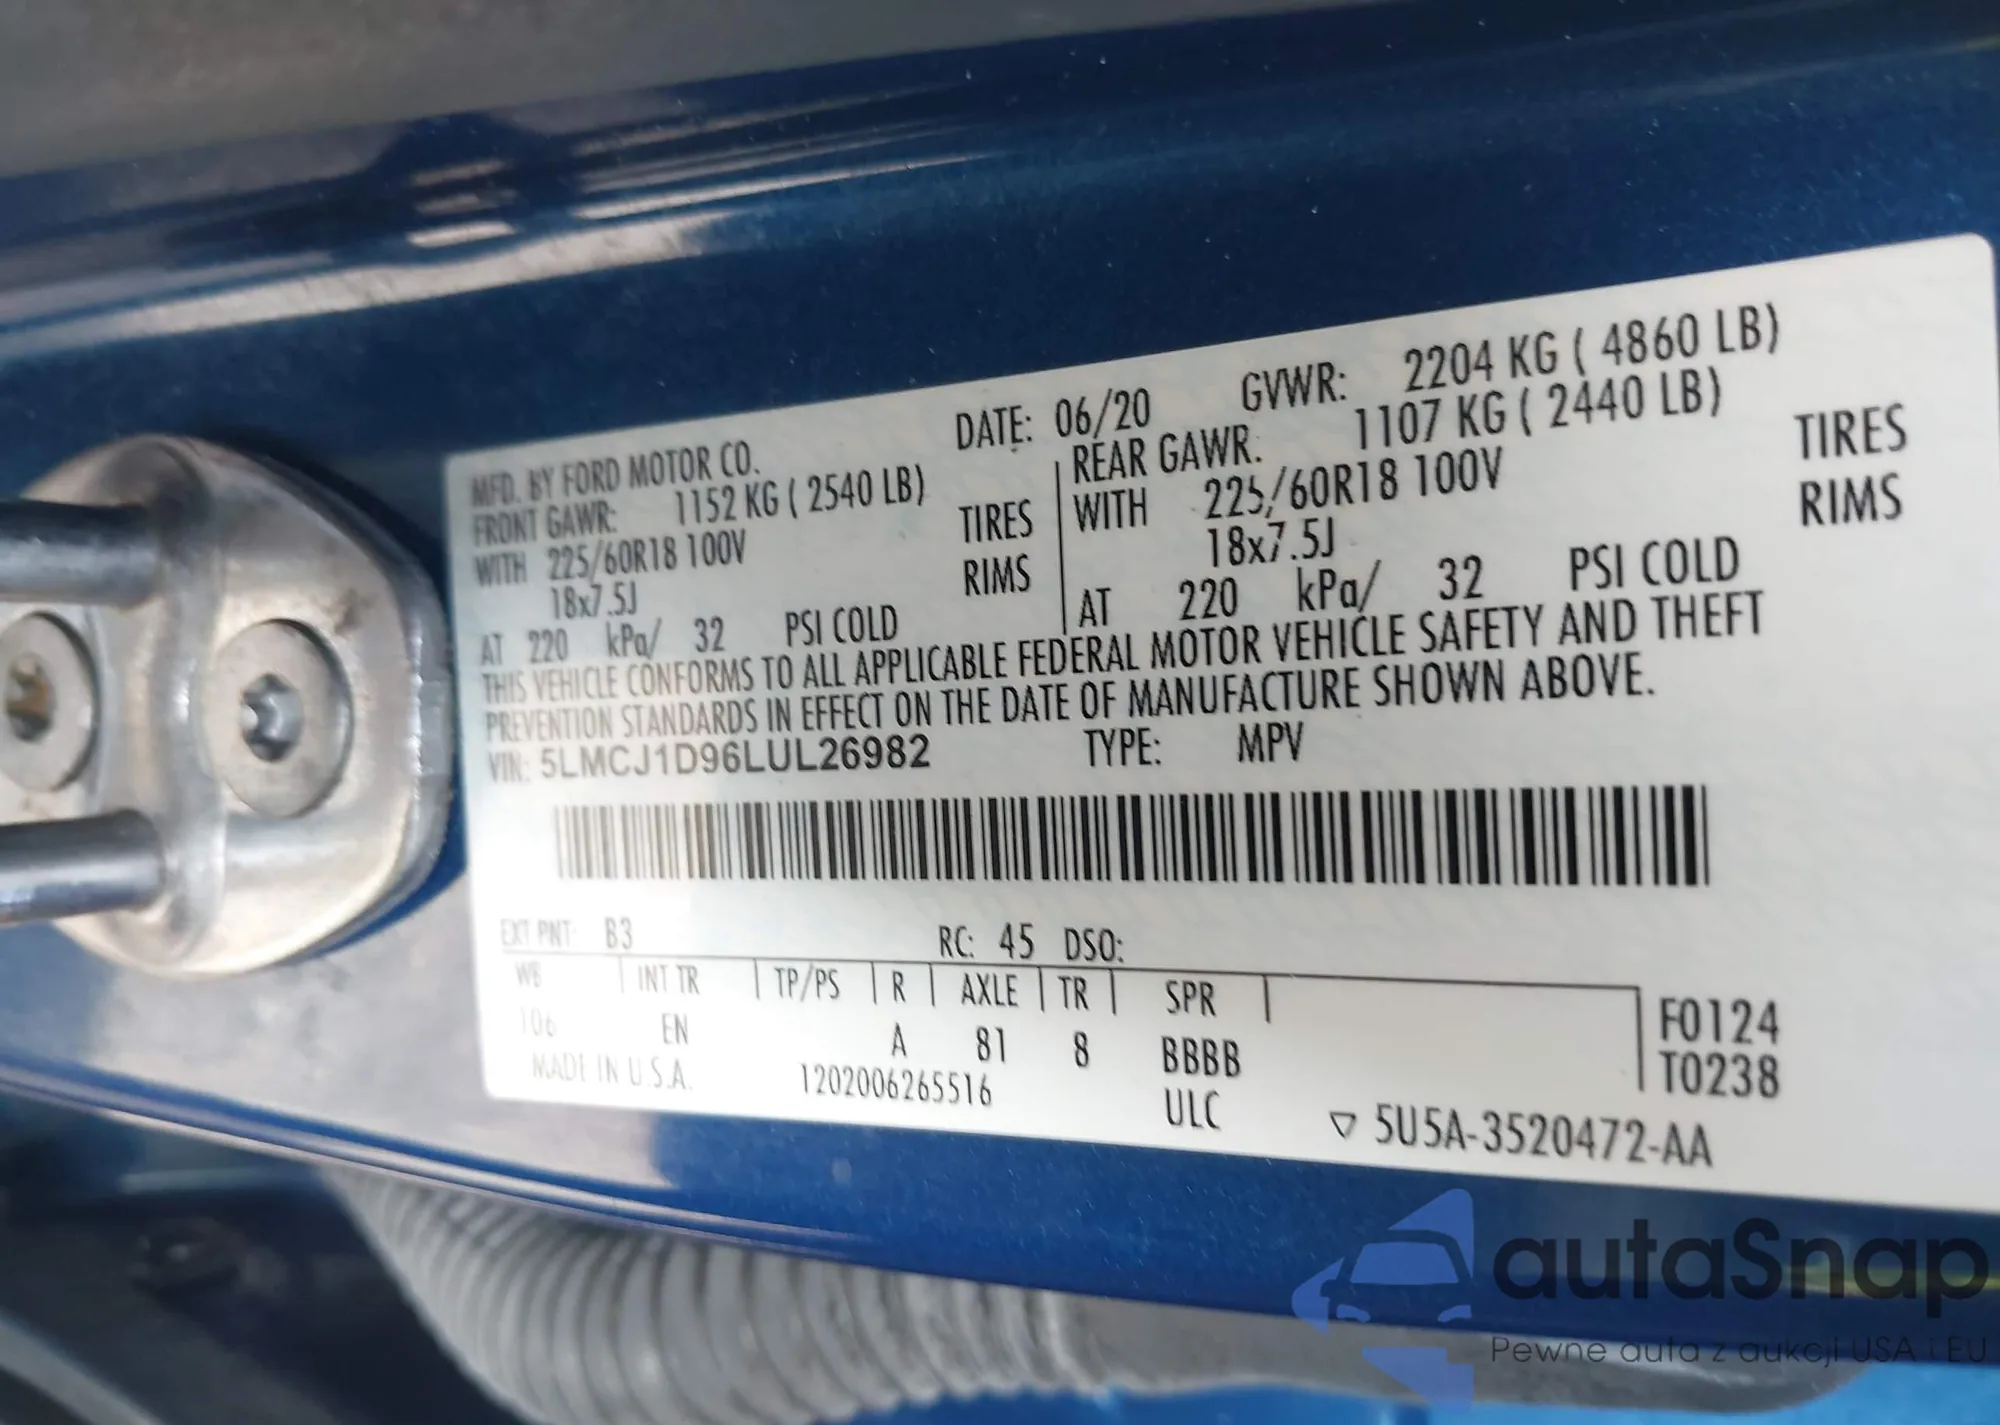 MFD. BY FORD MOTOR CO. DATE: 06/20 GVWR: 2204 KG ( 4860 LB)
FRONT GAWR: 1152 KG ( 2540 LB) REAR GAWR: 1107 KG ( 2440 LB)
WITH 225/60R18 100V TIRES WITH 225/60R18 100V TIRES
18x7.5J RIMS 18x7.5J RIMS
AT 220 kPa/ 32 PSI COLD AT 220 kPa/ 32 PSI COLD
THIS VEHICLE CONFORMS TO ALL APPLICABLE FEDERAL MOTOR VEHICLE SAFETY AND THEFT
PREVENTION STANDARDS IN EFFECT ON THE DATE OF MANUFACTURE SHOWN ABOVE.
VIN: 5LMCJ1D96LUL26982 TYPE: MPV
EXT PNT: B3 RC: 45 DSO:
WB INT TR TP/PS R AXLE TR SPR F0124
106 EN A 81 8 BBBB T0238
MADE IN U.S.A. 1202006265516 ULC 5U5A-3520472-AA
autaSnap
Pewne auta z aukcji USA i EU